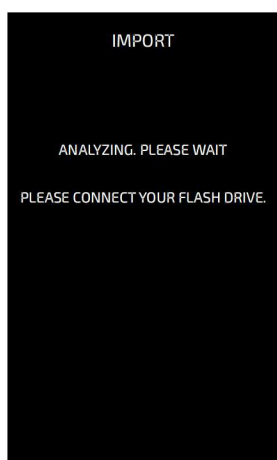 IMPORT
ANALYZING. PLEASE WAIT
PLEASE CONNECT YOUR FLASH DRIVE.